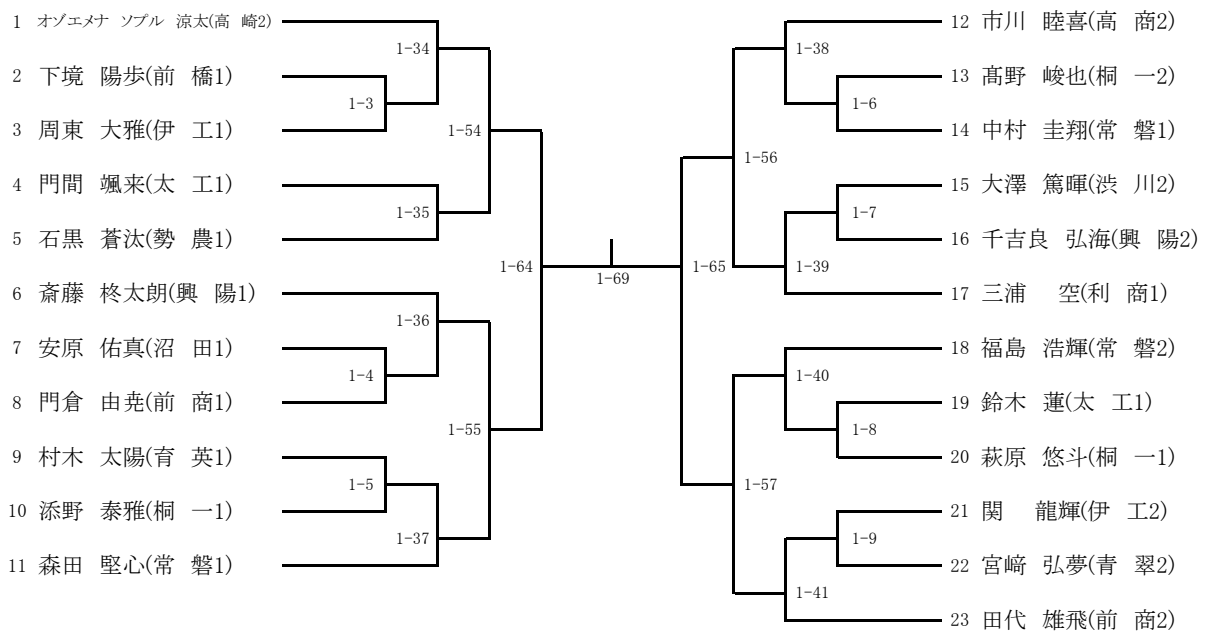 1 オゾエメナ ソプル 涼太(高 崎2)
2 下境 陽歩(前 橋1)
3 周東 大雅(伊 工1)
4 門間 颯来(太 工1)
5 石黒 蒼汰(勢 農1)
6 斎藤 柊太朗(興 陽1)
7 安原 佑真(沼 田1)
8 門倉 由尭(前 商1)
9 村木 太陽(育 英1)
10 添野 泰雅(桐 一1)
11 森田 堅心(常 磐1)
1-34
1-3
1-54
1-35
1-64
1-36
1-4
1-55
1-5
1-37
1-69
1-38
1-6
1-56
1-7
1-65
1-39
1-40
1-8
1-57
1-9
1-41
12 市川 睦喜(高 商2)
13 髙野 峻也(桐 一2)
14 中村 圭翔(常 磐1)
15 大澤 篤暉(渋 川2)
16 千吉良 弘海(興 陽2)
17 三浦 空(利 商1)
18 福島 浩輝(常 磐2)
19 鈴木 蓮(太 工1)
20 萩原 悠斗(桐 一1)
21 関 龍輝(伊 工2)
22 宮﨑 弘夢(青 翠2)
23 田代 雄飛(前 商2)